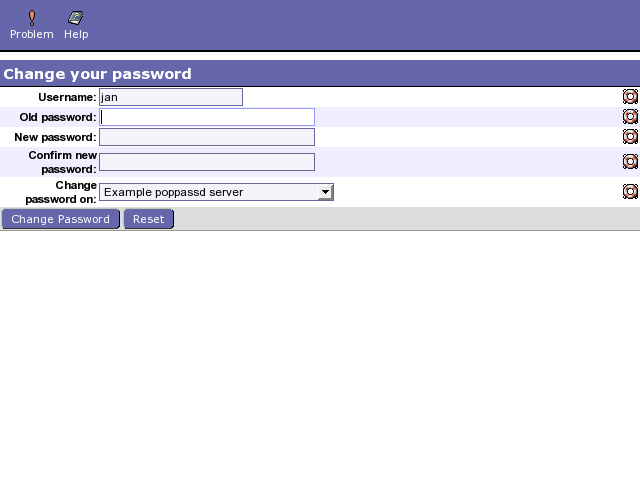 Problem Help
Change your password
Username: jan
Old password:
New password:
Confirm new
password:
Change
password on: Example poppassd server
Change Password Reset